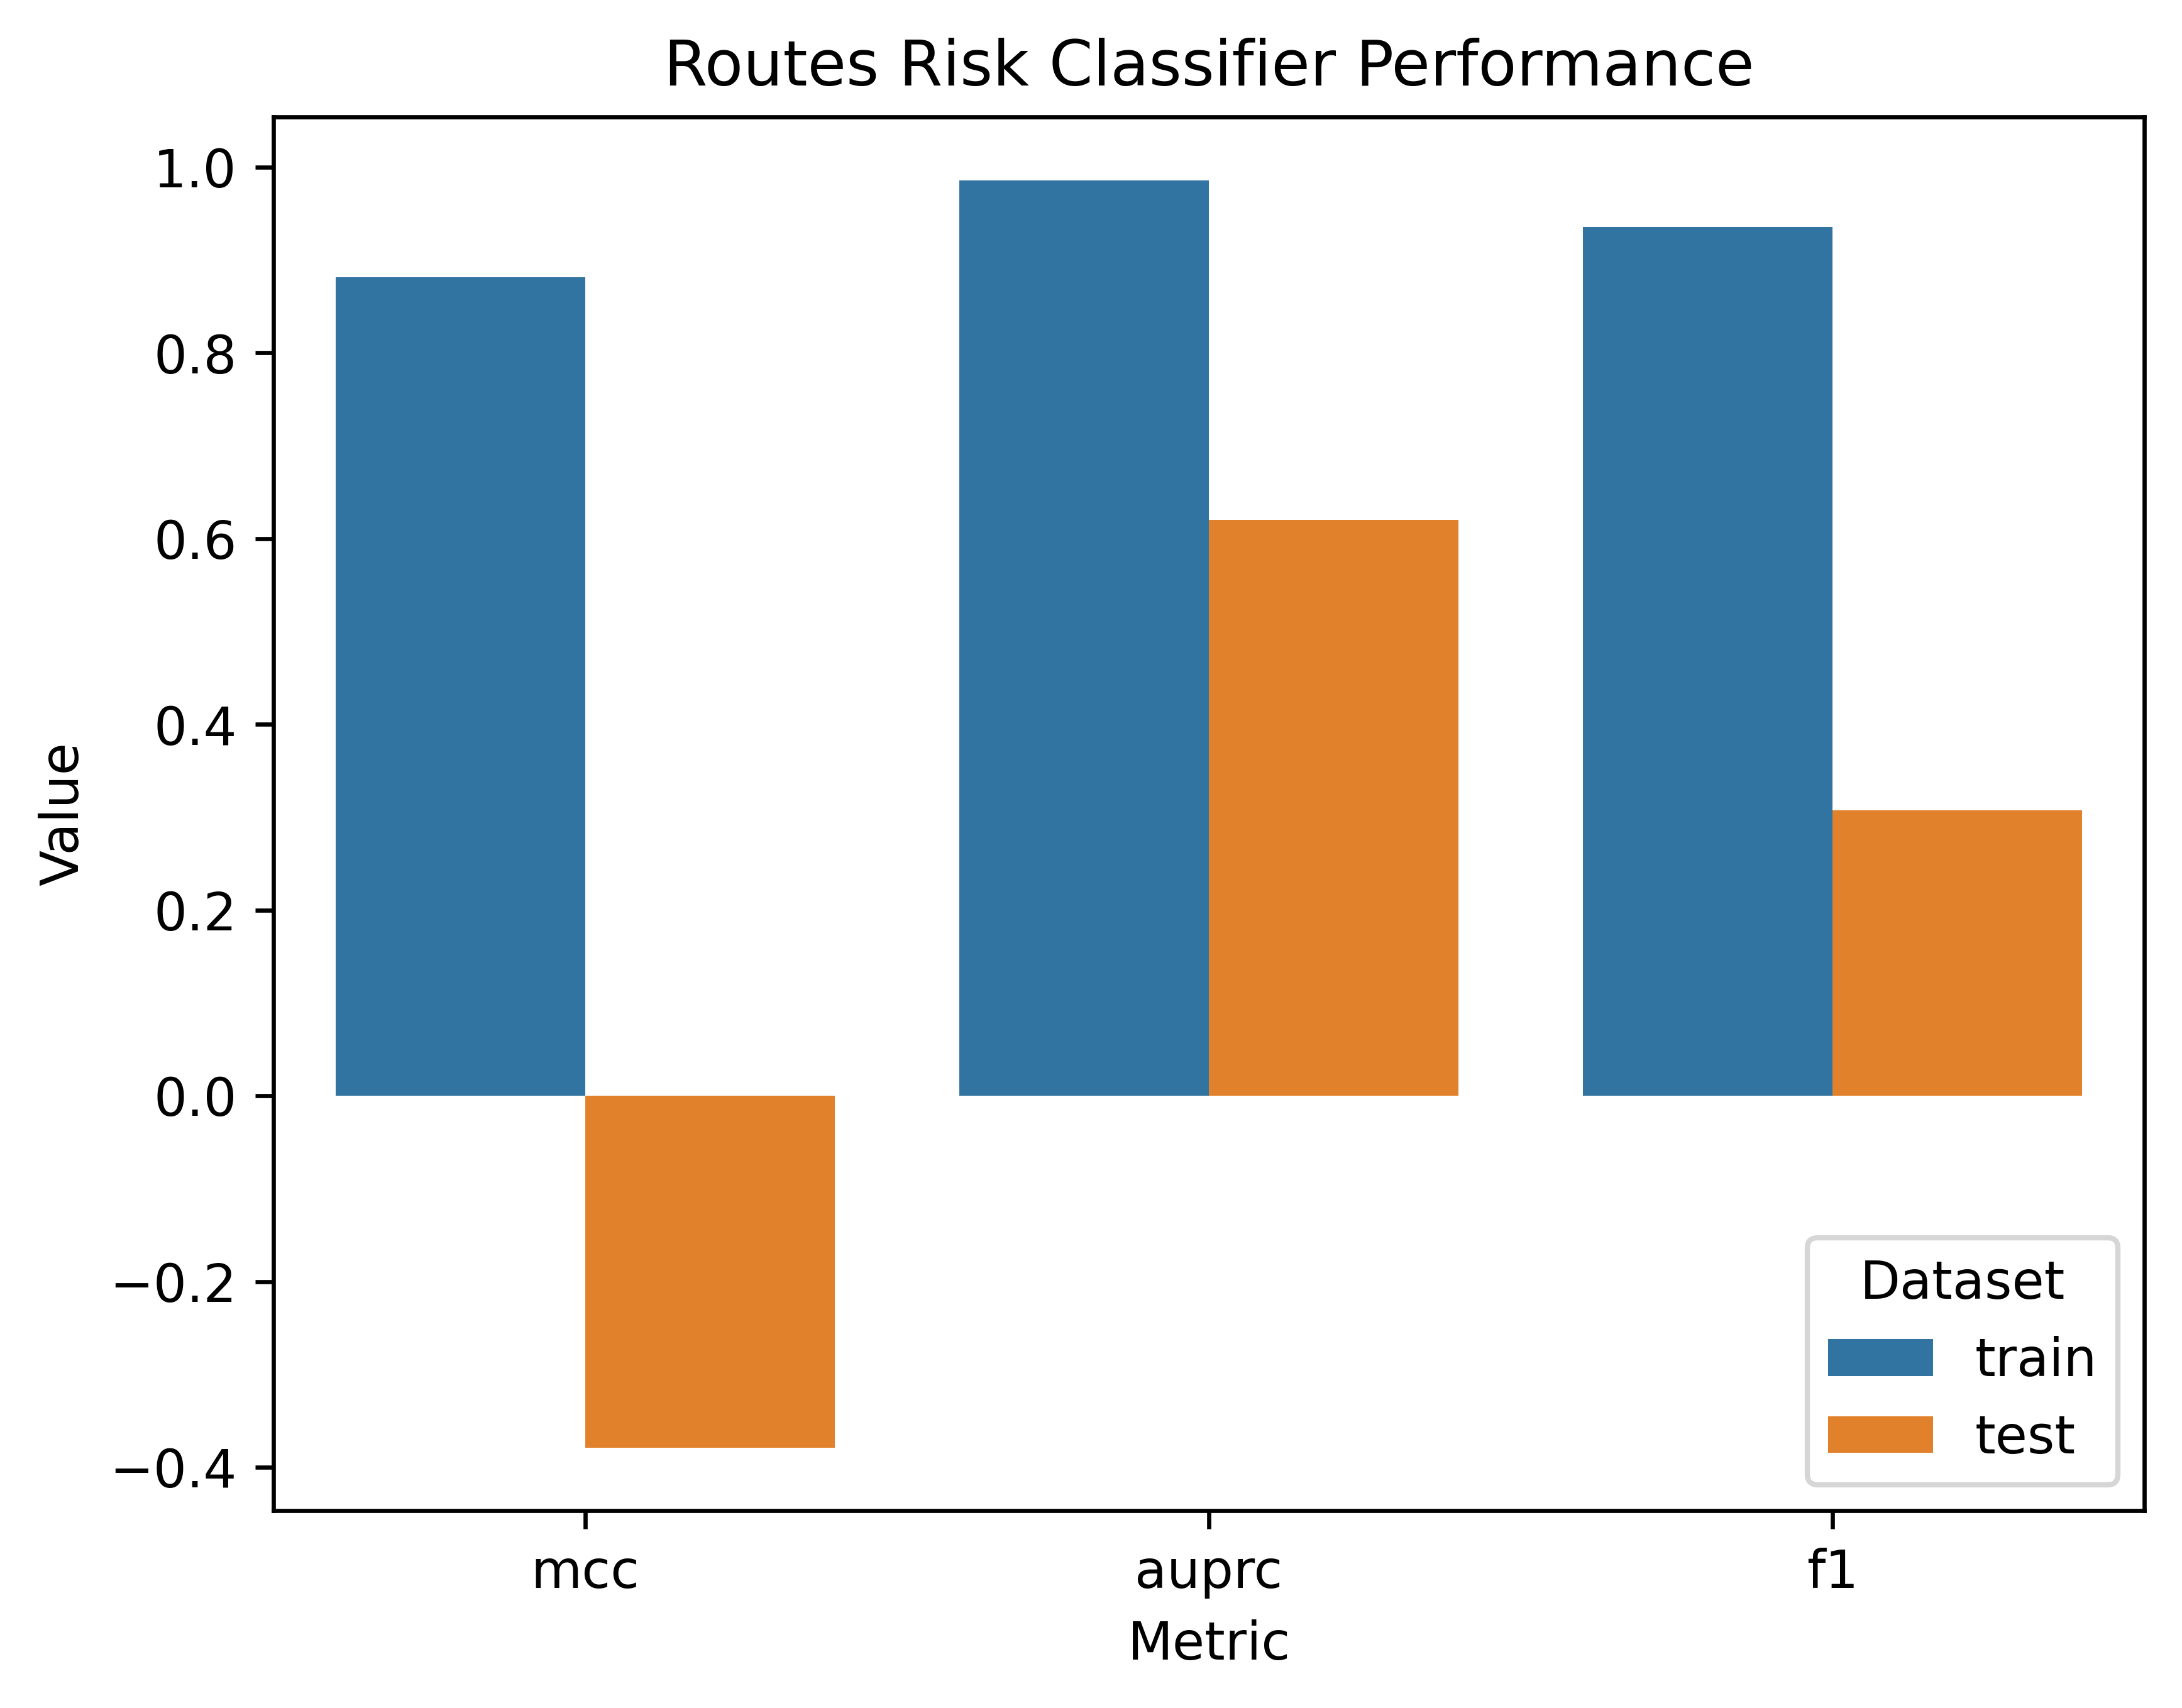 Routes Risk Classifier Performance
1.0
0.8
0.6
0.4
0.2
0.0
−0.2
−0.4
Value
mcc
auprc
f1
Metric
Dataset
train
test